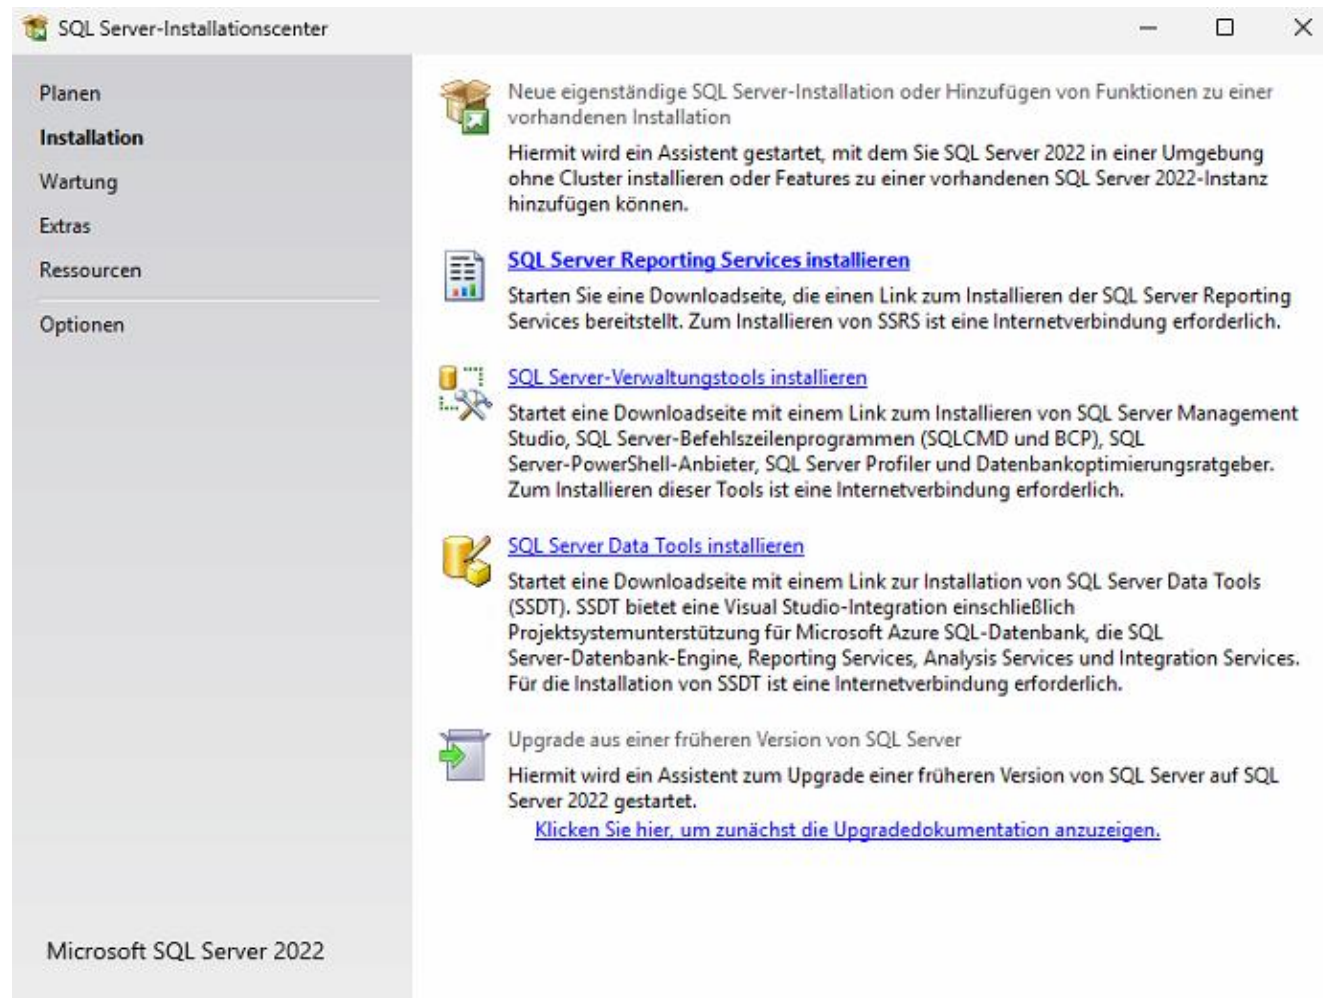 SQL Server-Installationscenter
Planen
Installation
Wartung
Extras
Ressourcen
Optionen
Microsoft SQL Server 2022
Neue eigenständige SQL Server-Installation oder Hinzufügen von Funktionen zu einer
vorhandenen Installation
Hiermit wird ein Assistent gestartet, mit dem Sie SQL Server 2022 in einer Umgebung
ohne Cluster installieren oder Features zu einer vorhandenen SQL Server 2022-Instanz
hinzufügen können.
SQL Server Reporting Services installieren
Starten Sie eine Downloadseite, die einen Link zum Installieren der SQL Server Reporting
Services bereitstellt. Zum Installieren von SSRS ist eine Internetverbindung erforderlich.
SQL Server-Verwaltungstools installieren
Startet eine Downloadseite mit einem Link zum Installieren von SQL Server Management
Studio, SQL Server-Befehlszeilenprogrammen (SQLCMD und BCP), SQL
Server-PowerShell-Anbieter, SQL Server Profiler und Datenbankoptimierungsratgeber.
Zum Installieren dieser Tools ist eine Internetverbindung erforderlich.
SQL Server Data Tools installieren
Startet eine Downloadseite mit einem Link zur Installation von SQL Server Data Tools
(SSDT). SSDT bietet eine Visual Studio-Integration einschließlich
Projektsystemunterstützung für Microsoft Azure SQL-Datenbank, die SQL
Server-Datenbank-Engine, Reporting Services, Analysis Services und Integration Services.
Für die Installation von SSDT ist eine Internetverbindung erforderlich.
Upgrade aus einer früheren Version von SQL Server
Hiermit wird ein Assistent zum Upgrade einer früheren Version von SQL Server auf SQL
Server 2022 gestartet.
Klicken Sie hier, um zunächst die Upgradedokumentation anzuzeigen.